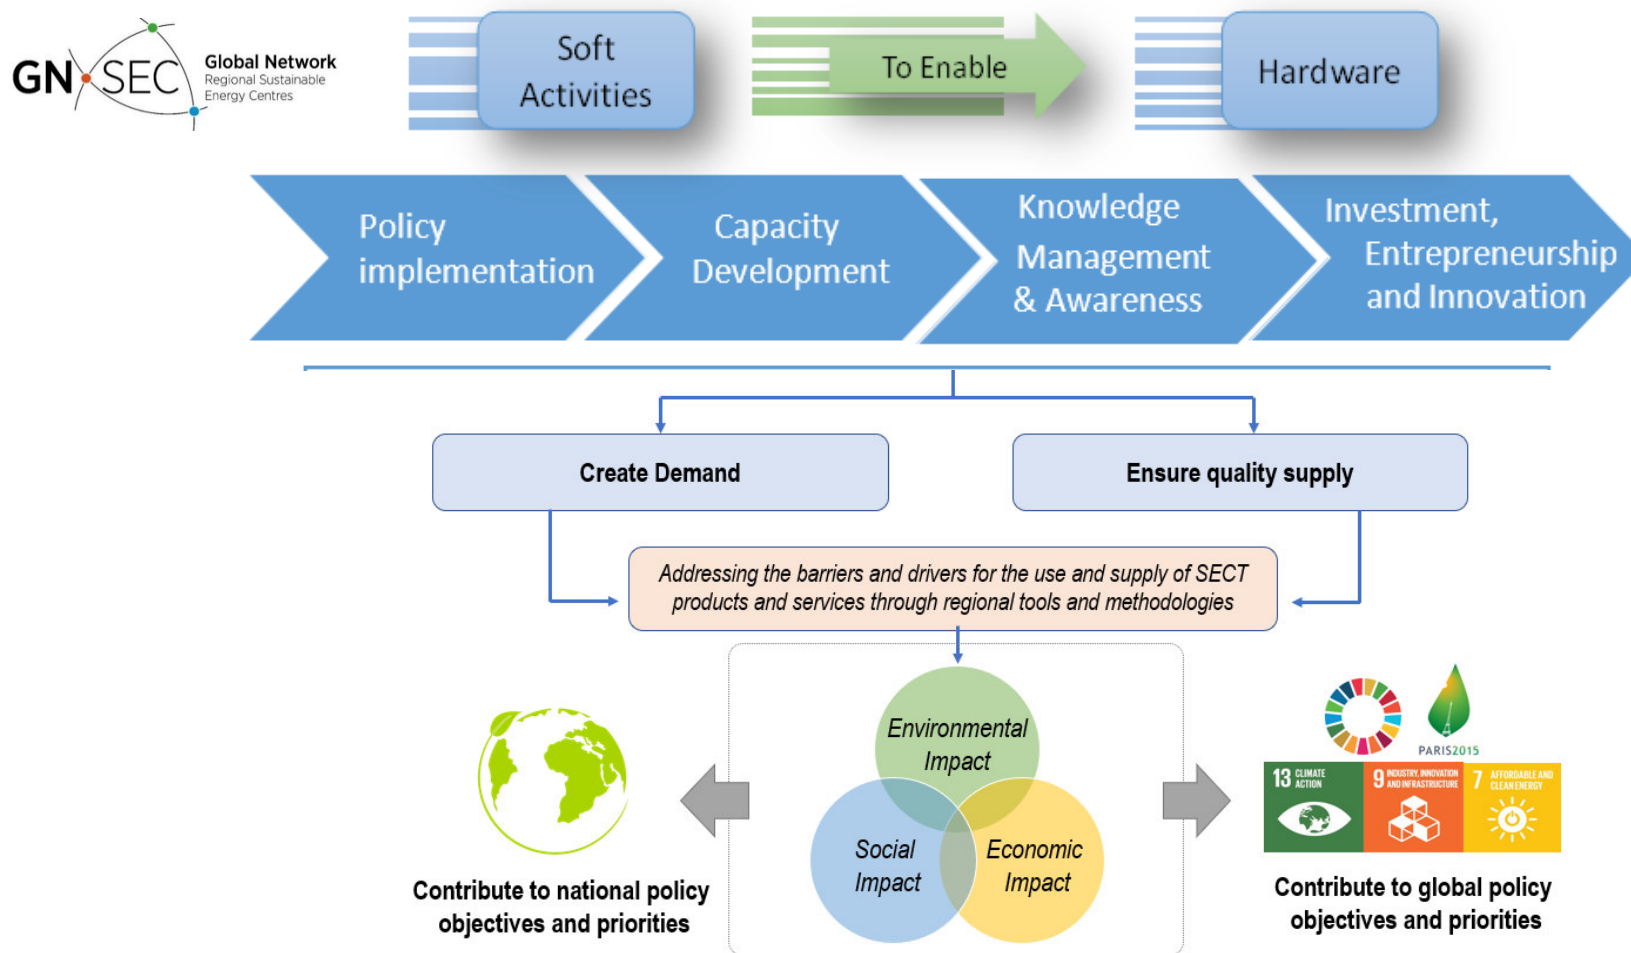 GN SEC
Global Network
Regional Sustainable
Energy Centres
Soft
Activities
To Enable
Hardware
Policy
implementation
Capacity
Development
Knowledge
Management
& Awareness
Investment,
Entrepreneurship
and Innovation
Create Demand
Ensure quality supply
Addressing the barriers and drivers for the use and supply of SECT
products and services through regional tools and methodologies
Environmental
Impact
Social
Impact
Economic
Impact
Contribute to national policy
objectives and priorities
PARIS2015
13 CLIMATE
ACTION
9 INDUSTRY, INNOVATION
AND INFRASTRUCTURE
7 AFFORDABLE AND
CLEAN ENERGY
Contribute to global policy
objectives and priorities